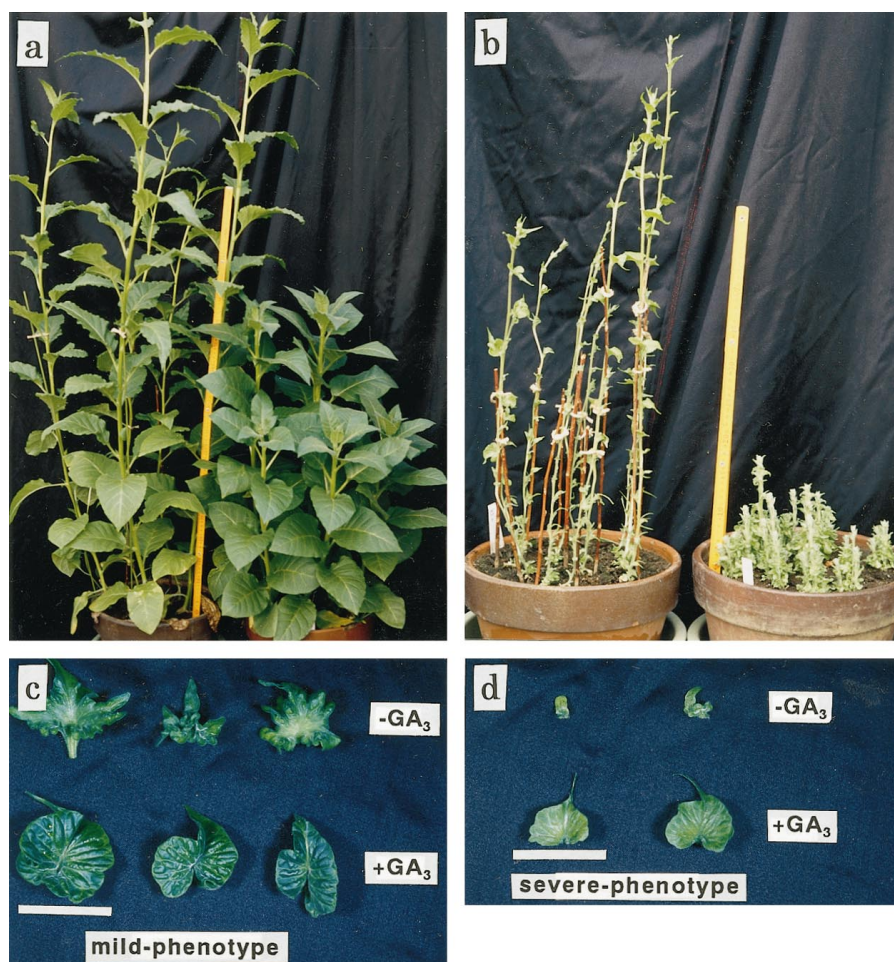 a
b
c
-GA3
+GA3
mild-phenotype
d
-GA3
+GA3
severe-phenotype